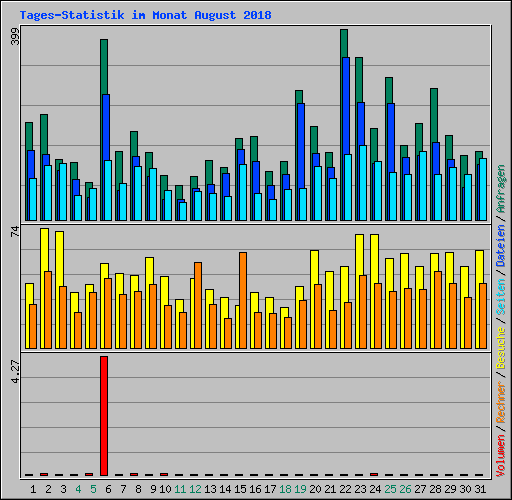 Tages-Statistik im Monat August 2018
399
74
4.27
Volumen / Rechner / Besuche / Seiten / Dateien / Anfragen
1 2 3 4 5 6 7 8 9 10 11 12 13 14 15 16 17 18 19 20 21 22 23 24 25 26 27 28 29 30 31